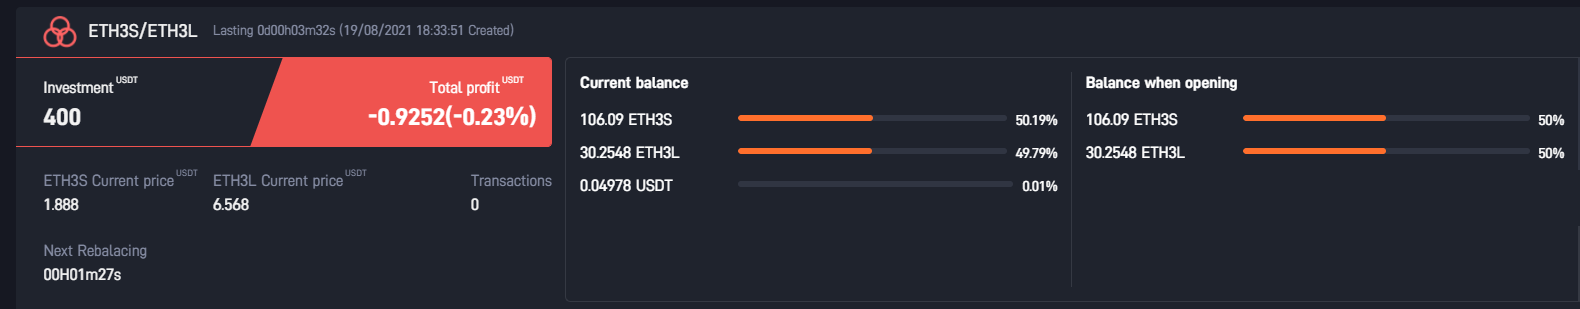 ETH3S/ETH3L Lasting 0d00h03m32s (19/08/2021 18:33:51 Created)
Investment USDT
400
Total profit USDT
-0.9252(-0.23%)
ETH3S Current price USDT
1.888
ETH3L Current price USDT
6.568
Transactions
0
Next Rebalacing
00H01m27s
Current balance
106.09 ETH3S 50.19%
30.2548 ETH3L 49.79%
0.04978 USDT 0.01%
Balance when opening
106.09 ETH3S 50%
30.2548 ETH3L 50%